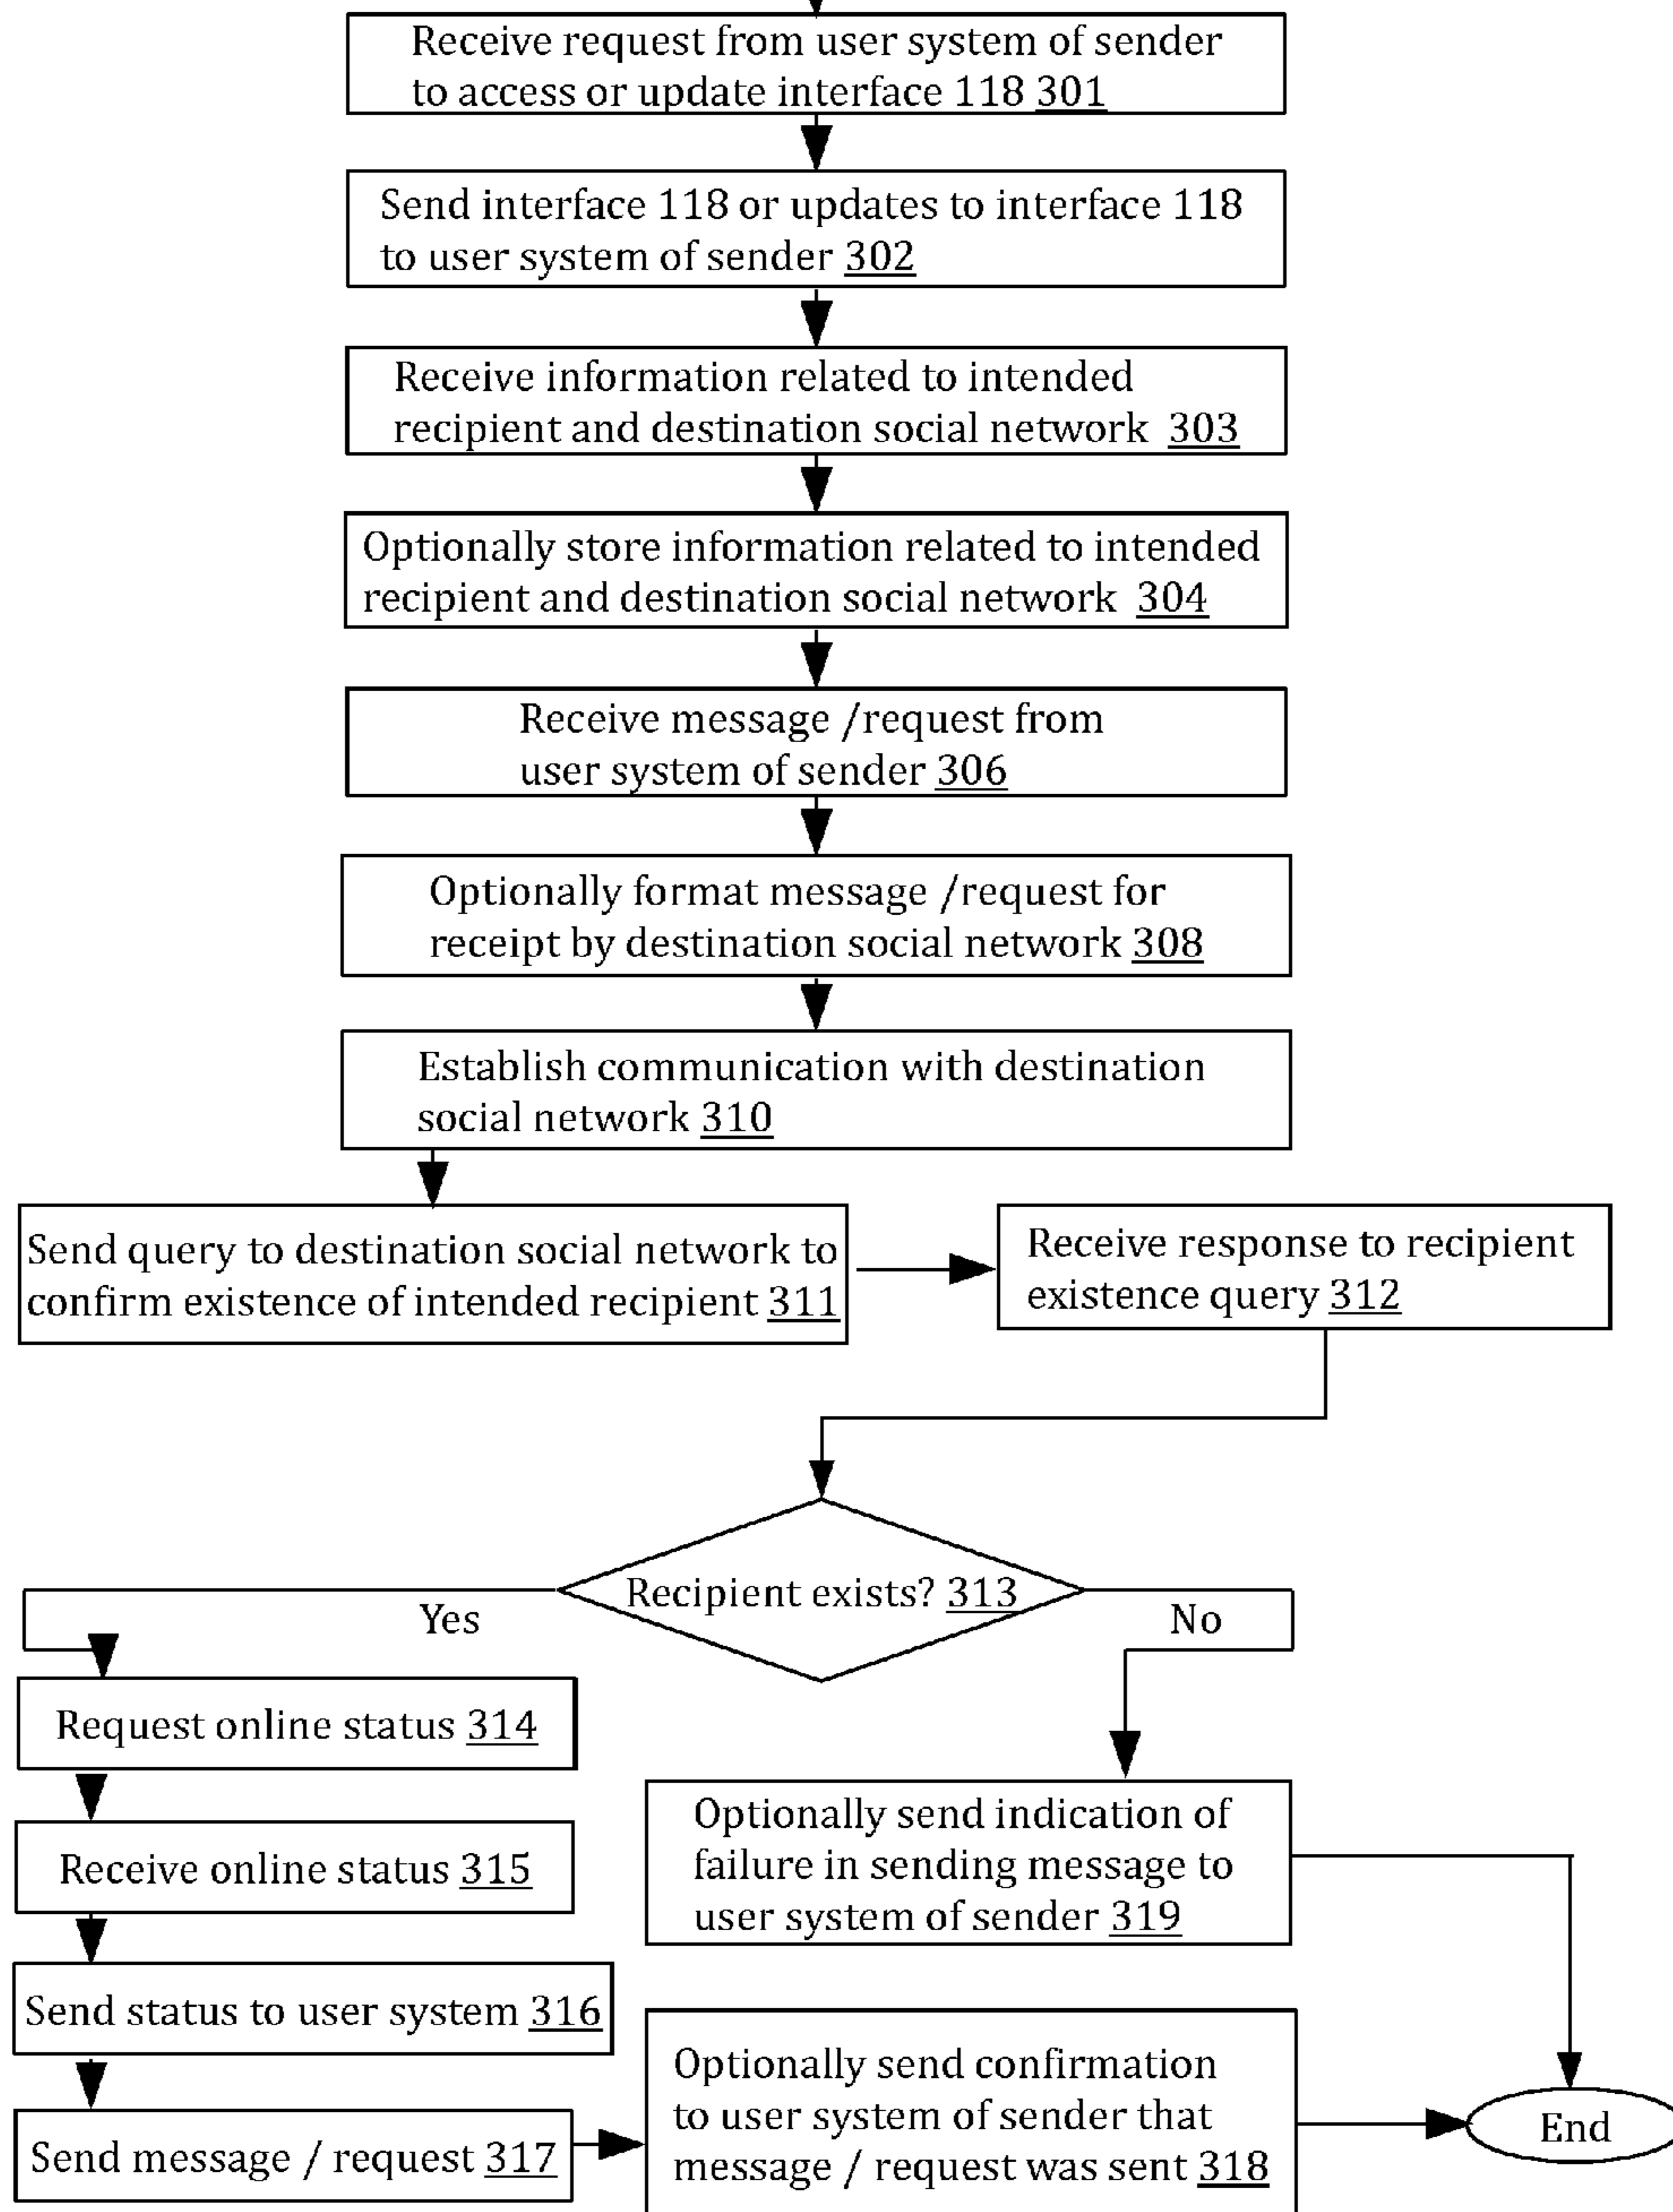 Receive request from user system of sender
to access or update interface 118 301
Send interface 118 or updates to interface 118
to user system of sender 302
Receive information related to intended
recipient and destination social network 303
Optionally store information related to intended
recipient and destination social network 304
Receive message /request from
user system of sender 306
Optionally format message /request for
receipt by destination social network 308
Establish communication with destination
social network 310
Send query to destination social network to
confirm existence of intended recipient 311
Receive response to recipient
existence query 312
Recipient exists? 313
Yes
No
Request online status 314
Receive online status 315
Send status to user system 316
Send message / request 317
Optionally send indication of
failure in sending message to
user system of sender 319
Optionally send confirmation
to user system of sender that
message / request was sent 318
End